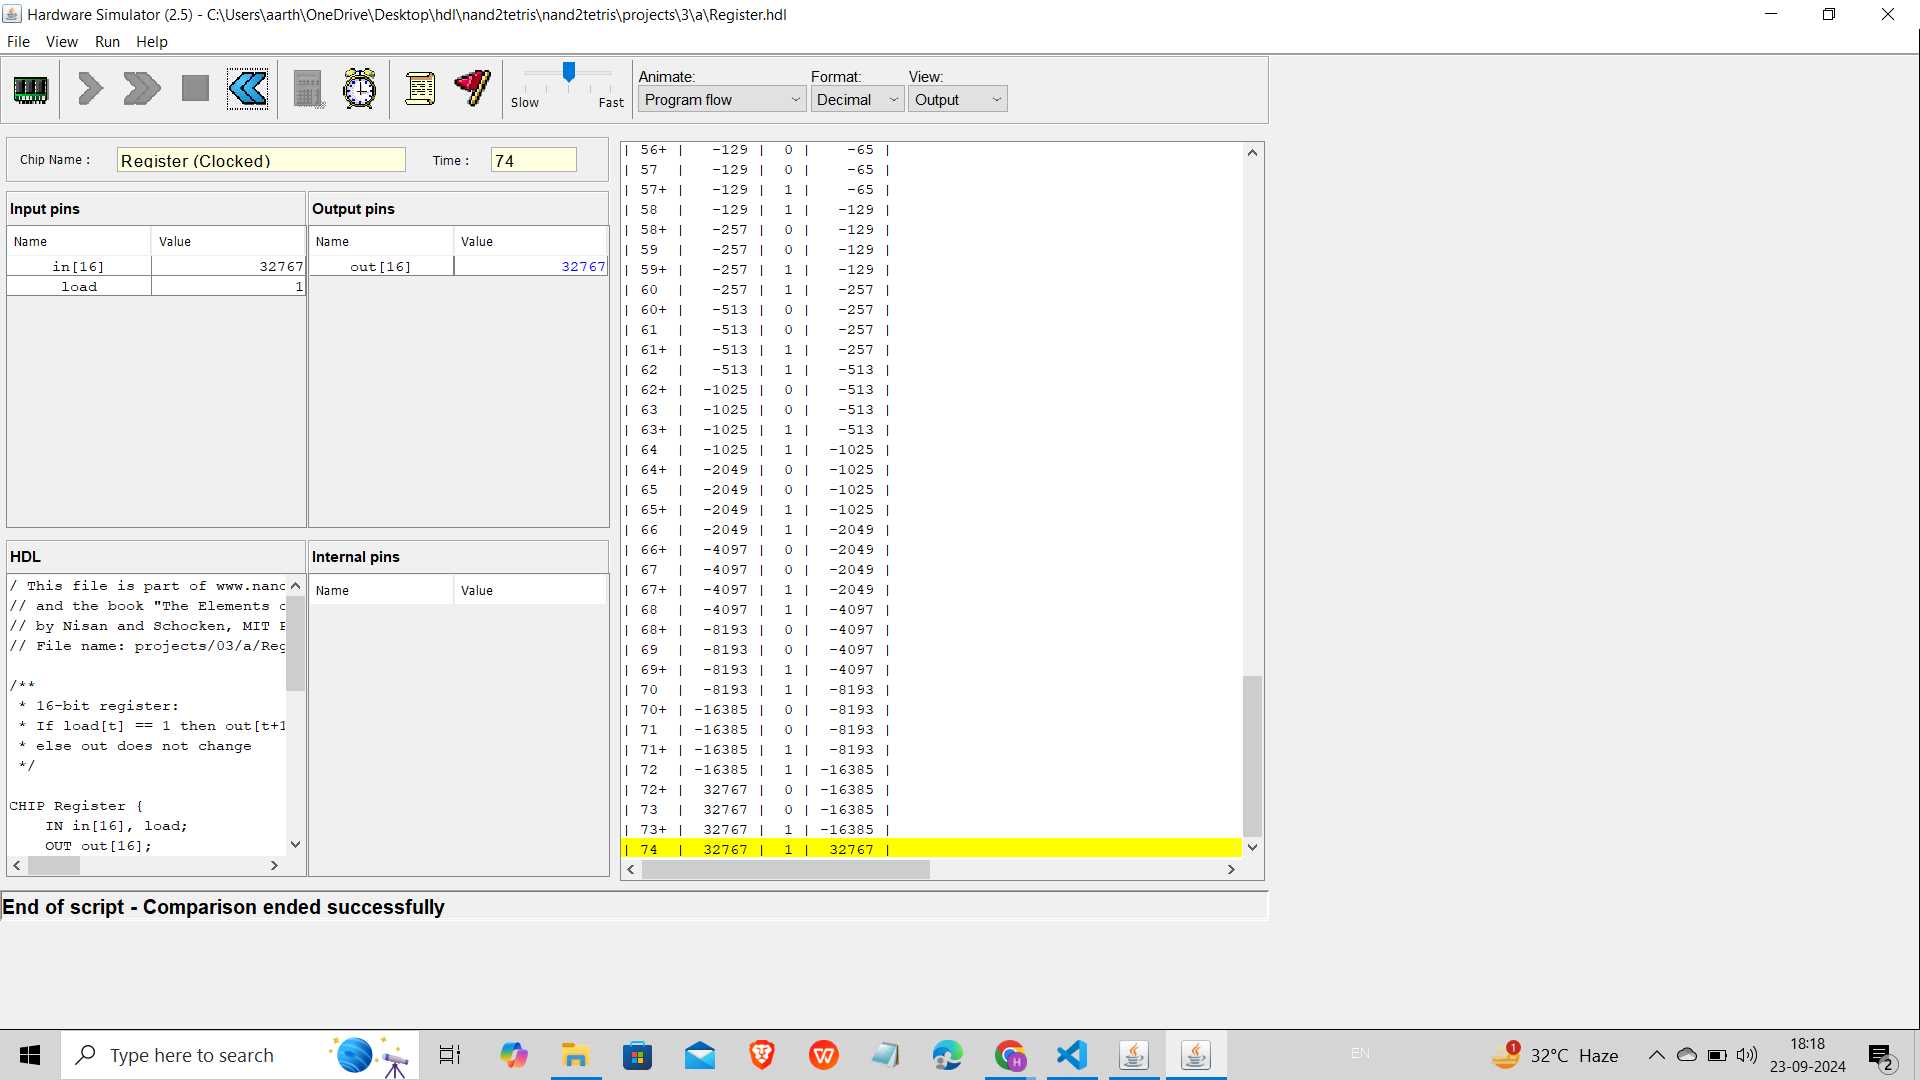 Hardware Simulator (2.5) - C:\Users\aarth\OneDrive\Desktop\hdl\nand2tetris\nand2tetris\projects\3\a\Register.hdl
File View Run Help
Slow Fast
Animate: Format: View:
Program flow Decimal Output
Chip Name : Register (Clocked) Time : 74
Input pins
Name Value
in[16] 32767
load 1
Output pins
Name Value
out[16] 32767
HDL
/ This file is part of www.nand
// and the book "The Elements o
// by Nisan and Schocken, MIT P
// File name: projects/03/a/Reg
/**
* 16-bit register:
* If load[t] == 1 then out[t+1
* else out does not change
*/
CHIP Register {
IN in[16], load;
OUT out[16];
Internal pins
Name Value
| 56+ | -129 | 0 | -65 |
| 57 | -129 | 0 | -65 |
| 57+ | -129 | 1 | -65 |
| 58 | -129 | 1 | -129 |
| 58+ | -257 | 0 | -129 |
| 59 | -257 | 0 | -129 |
| 59+ | -257 | 1 | -129 |
| 60 | -257 | 1 | -257 |
| 60+ | -513 | 0 | -257 |
| 61 | -513 | 0 | -257 |
| 61+ | -513 | 1 | -257 |
| 62 | -513 | 1 | -513 |
| 62+ | -1025 | 0 | -513 |
| 63 | -1025 | 0 | -513 |
| 63+ | -1025 | 1 | -513 |
| 64 | -1025 | 1 | -1025 |
| 64+ | -2049 | 0 | -1025 |
| 65 | -2049 | 0 | -1025 |
| 65+ | -2049 | 1 | -1025 |
| 66 | -2049 | 1 | -2049 |
| 66+ | -4097 | 0 | -2049 |
| 67 | -4097 | 0 | -2049 |
| 67+ | -4097 | 1 | -2049 |
| 68 | -4097 | 1 | -4097 |
| 68+ | -8193 | 0 | -4097 |
| 69 | -8193 | 0 | -4097 |
| 69+ | -8193 | 1 | -4097 |
| 70 | -8193 | 1 | -8193 |
| 70+ | -16385 | 0 | -8193 |
| 71 | -16385 | 0 | -8193 |
| 71+ | -16385 | 1 | -8193 |
| 72 | -16385 | 1 | -16385 |
| 72+ | 32767 | 0 | -16385 |
| 73 | 32767 | 0 | -16385 |
| 73+ | 32767 | 1 | -16385 |
| 74 | 32767 | 1 | 32767 |
End of script - Comparison ended successfully
Type here to search
H
W
EN
1
32°C Haze
18:18
23-09-2024
2